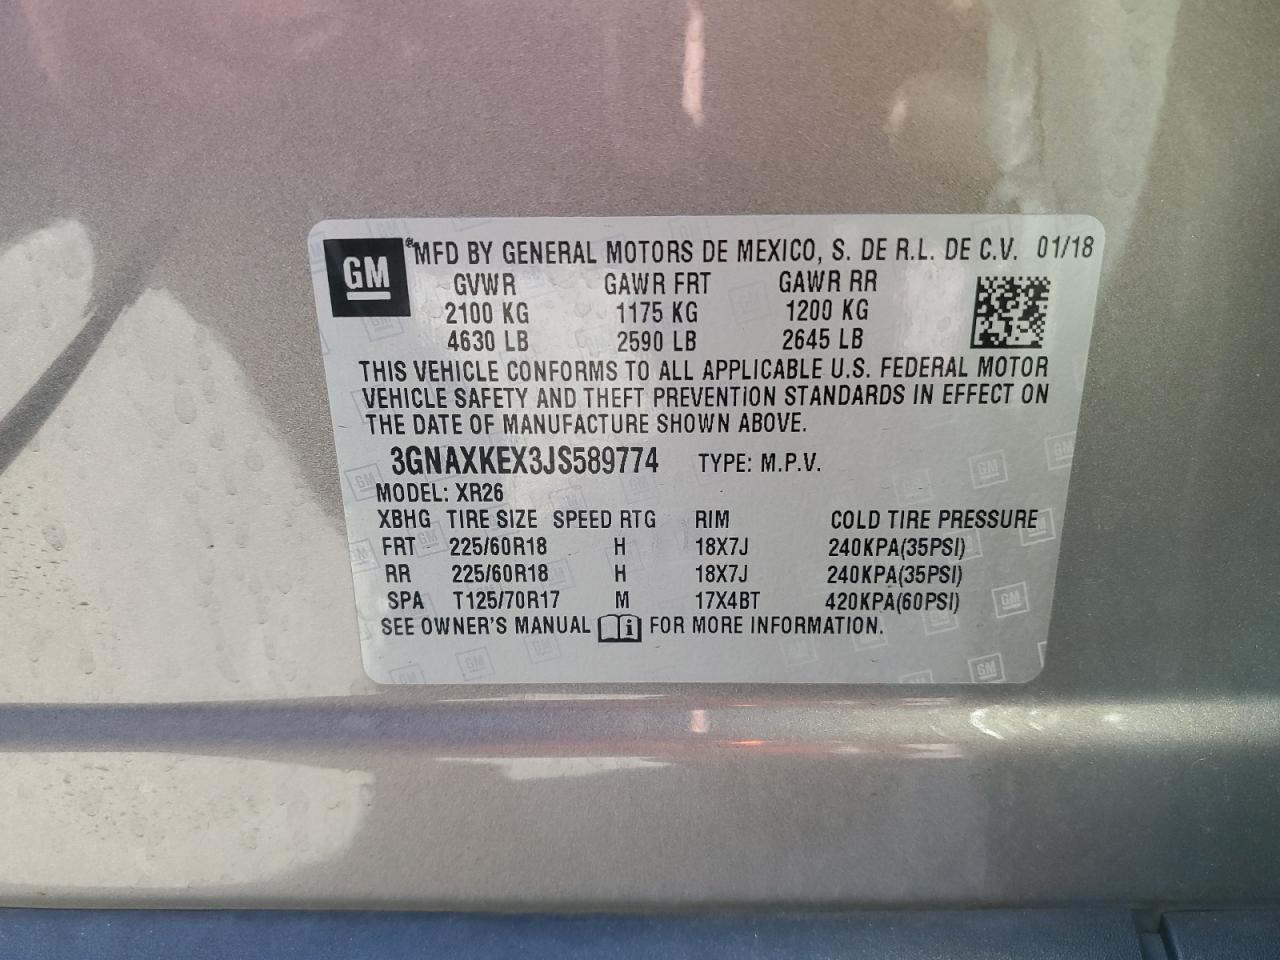 GM ® MFD BY GENERAL MOTORS DE MEXICO, S. DE R.L. DE C.V. 01/18
GVWR GAWR FRT GAWR RR
2100 KG 1175 KG 1200 KG
4630 LB 2590 LB 2645 LB
THIS VEHICLE CONFORMS TO ALL APPLICABLE U.S. FEDERAL MOTOR
VEHICLE SAFETY AND THEFT PREVENTION STANDARDS IN EFFECT ON
THE DATE OF MANUFACTURE SHOWN ABOVE.
3GNAXKEX3JS589774 TYPE: M.P.V.
MODEL: XR26
XBHG TIRE SIZE SPEED RTG RIM COLD TIRE PRESSURE
FRT 225/60R18 H 18X7J 240KPA(35PSI)
RR 225/60R18 H 18X7J 240KPA(35PSI)
SPA T125/70R17 M 17X4BT 420KPA(60PSI)
SEE OWNER'S MANUAL FOR MORE INFORMATION.